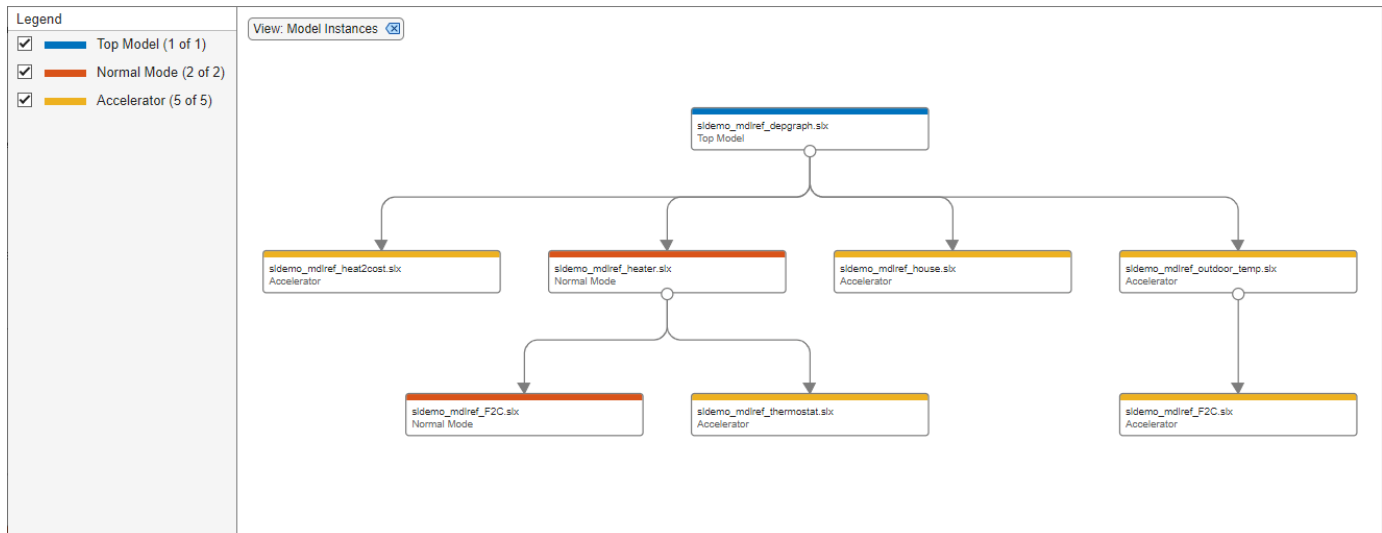 Legend
Top Model (1 of 1)
Normal Mode (2 of 2)
Accelerator (5 of 5)
View: Model Instances
sldemo_mdlref_depgraph.slx
Top Model
sldemo_mdlref_heat2cost.slx
Accelerator
sldemo_mdlref_heater.slx
Normal Mode
sldemo_mdlref_house.slx
Accelerator
sldemo_mdlref_outdoor_temp.slx
Accelerator
sldemo_mdlref_F2C.slx
Normal Mode
sldemo_mdlref_thermostat.slx
Accelerator
sldemo_mdlref_F2C.slx
Accelerator